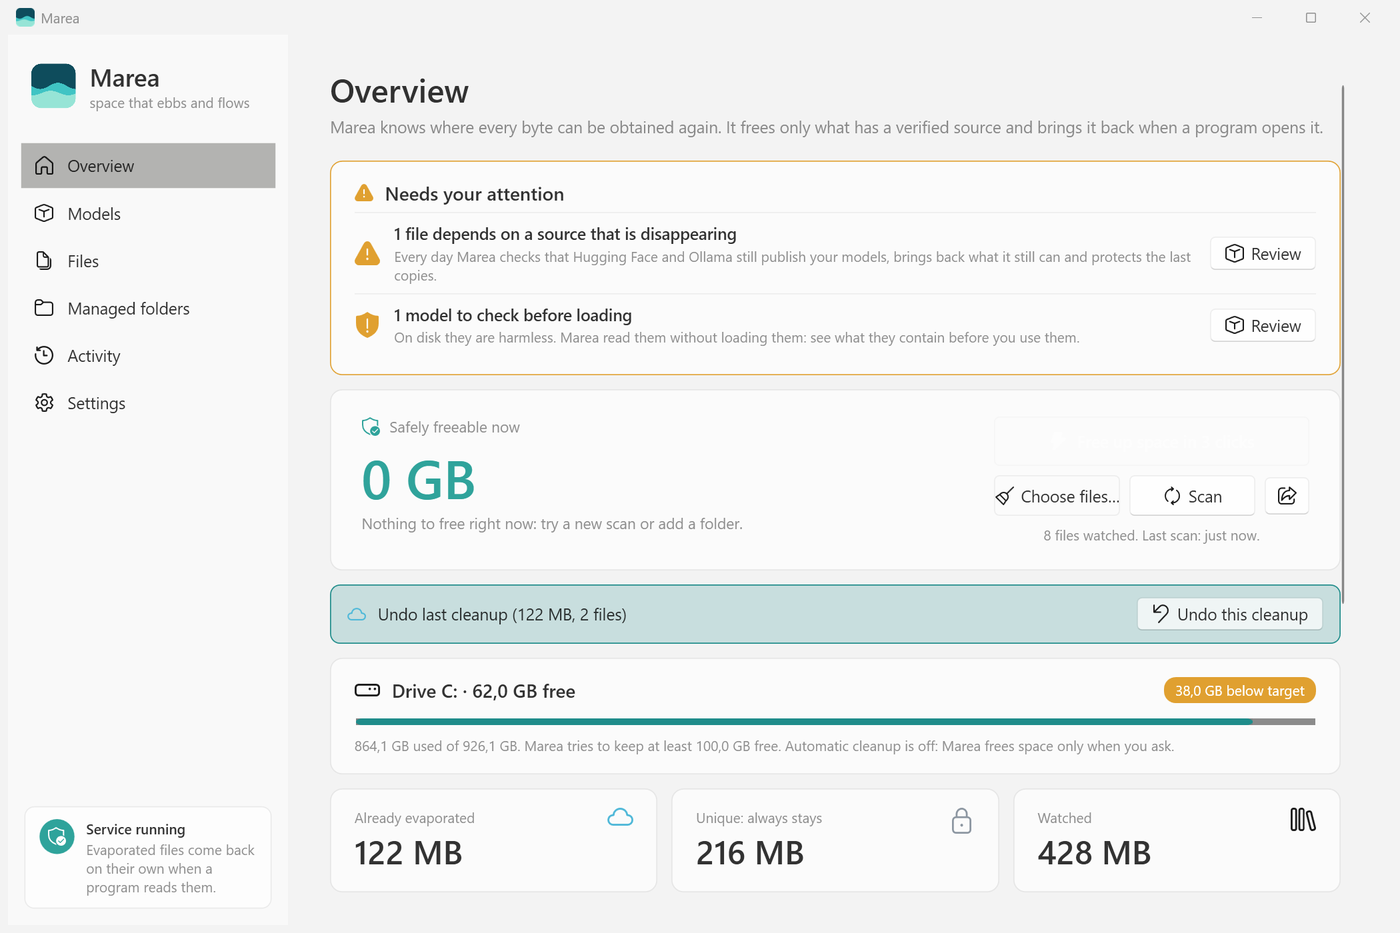 Marea
Marea
space that ebbs and flows
Overview
Models
Files
Managed folders
Activity
Settings
Service running
Evaporated files come back
on their own when a
program reads them.
Overview
Marea knows where every byte can be obtained again. It frees only what has a verified source and brings it back when a program opens it.
Needs your attention
1 file depends on a source that is disappearing
Every day Marea checks that Hugging Face and Ollama still publish your models, brings back what it still can and protects the last
copies.
Review
1 model to check before loading
On disk they are harmless. Marea read them without loading them: see what they contain before you use them.
Review
Safely freeable now
0 GB
Nothing to free right now: try a new scan or add a folder.
Choose files...
Scan
8 files watched. Last scan: just now.
Undo last cleanup (122 MB, 2 files)
Undo this cleanup
Drive C: · 62,0 GB free
38,0 GB below target
864,1 GB used of 926,1 GB. Marea tries to keep at least 100,0 GB free. Automatic cleanup is off: Marea frees space only when you ask.
Already evaporated
122 MB
Unique: always stays
216 MB
Watched
428 MB